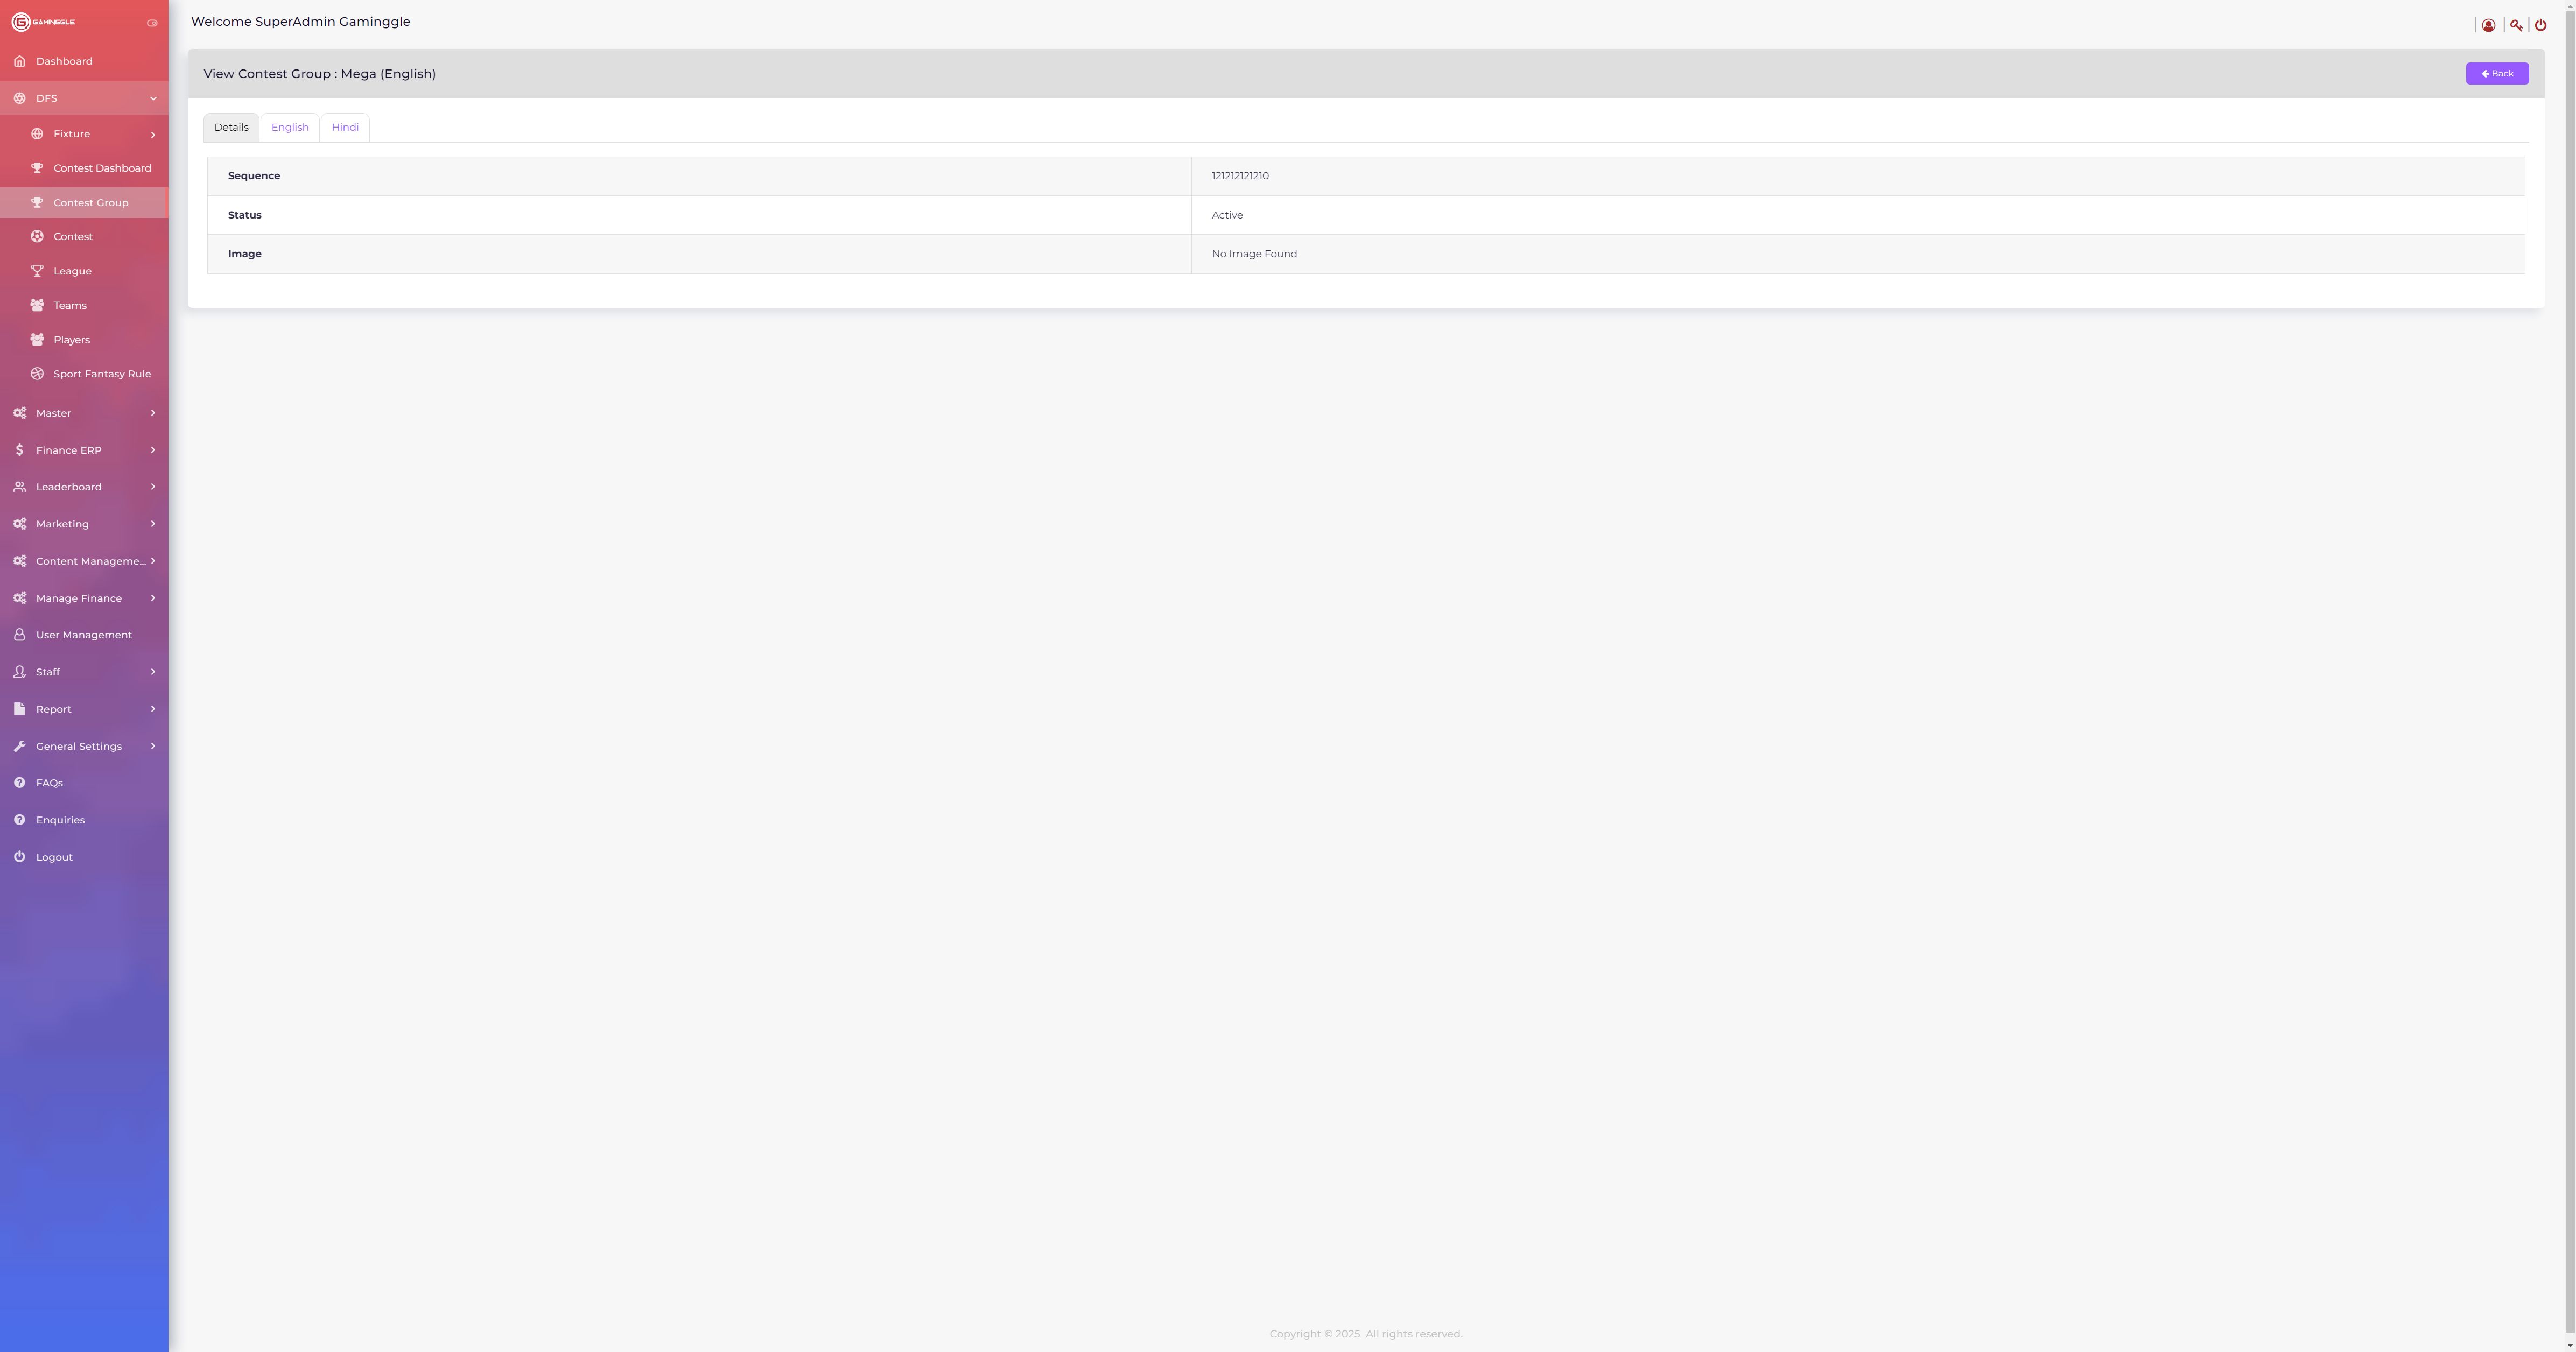 GAMINGGLE
Welcome SuperAdmin Gaminggle
Dashboard
DFS
Fixture
Contest Dashboard
Contest Group
Contest
League
Teams
Players
Sport Fantasy Rule
Master
Finance ERP
Leaderboard
Marketing
Content Manageme...
Manage Finance
User Management
Staff
Report
General Settings
FAQs
Enquiries
Logout
View Contest Group : Mega (English)
Back
Details English Hindi
Sequence 121212121210
Status Active
Image No Image Found
Copyright © 2025 All rights reserved.